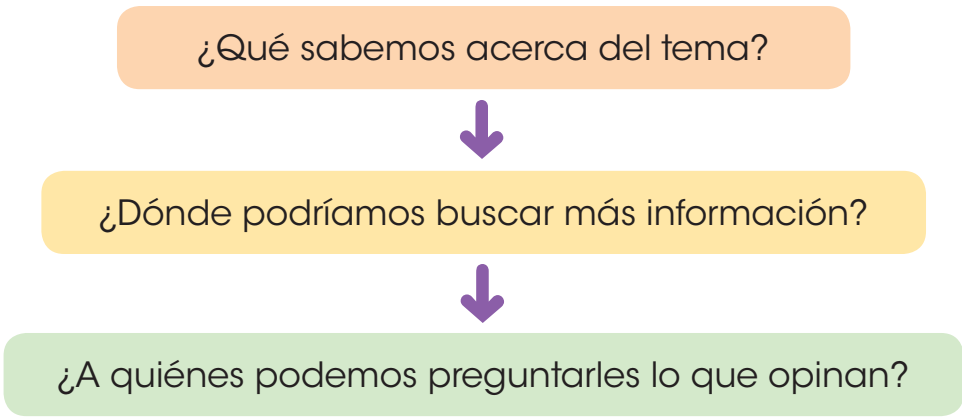 ¿Qué sabemos acerca del tema?
¿Dónde podríamos buscar más información?
¿A quiénes podemos preguntarles lo que opinan?